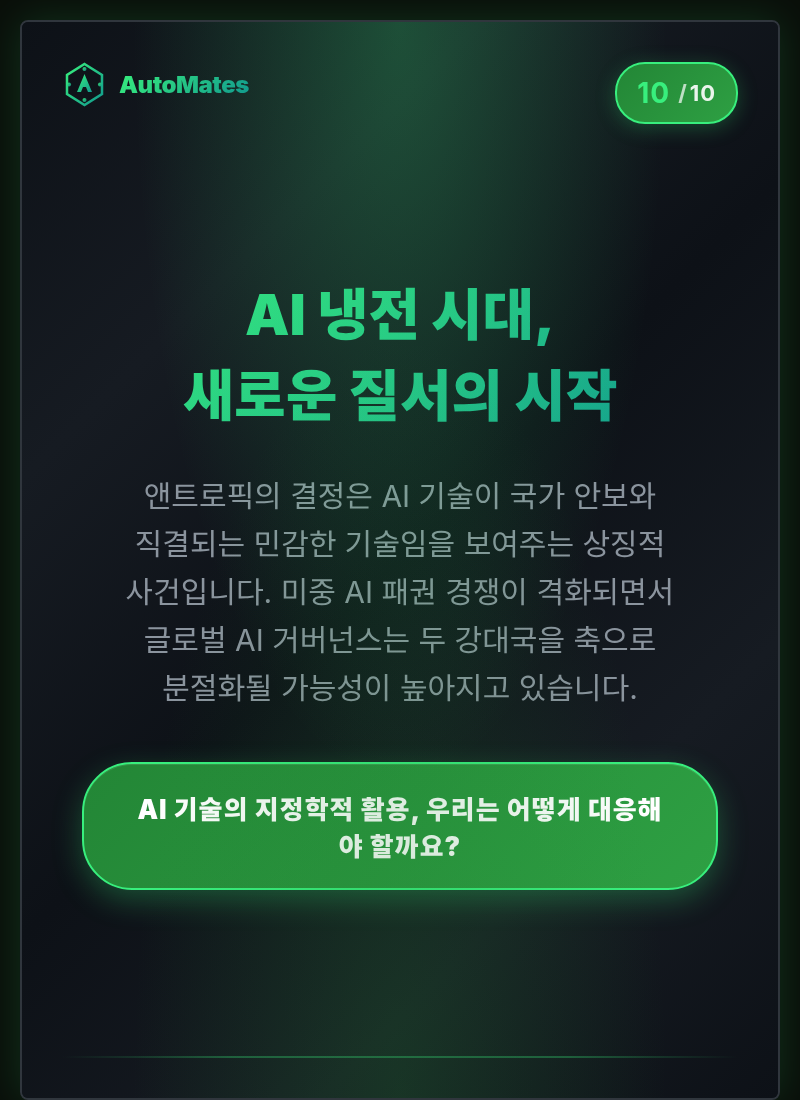 AutoMates
10 /10
AI 냉전 시대,
새로운 질서의 시작
앤트로픽의 결정은 AI 기술이 국가 안보와
직결되는 민감한 기술임을 보여주는 상징적
사건입니다. 미중 AI 패권 경쟁이 격화되면서
글로벌 AI 거버넌스는 두 강대국을 축으로
분절화될 가능성이 높아지고 있습니다.
AI 기술의 지정학적 활용, 우리는 어떻게 대응해
야 할까요?